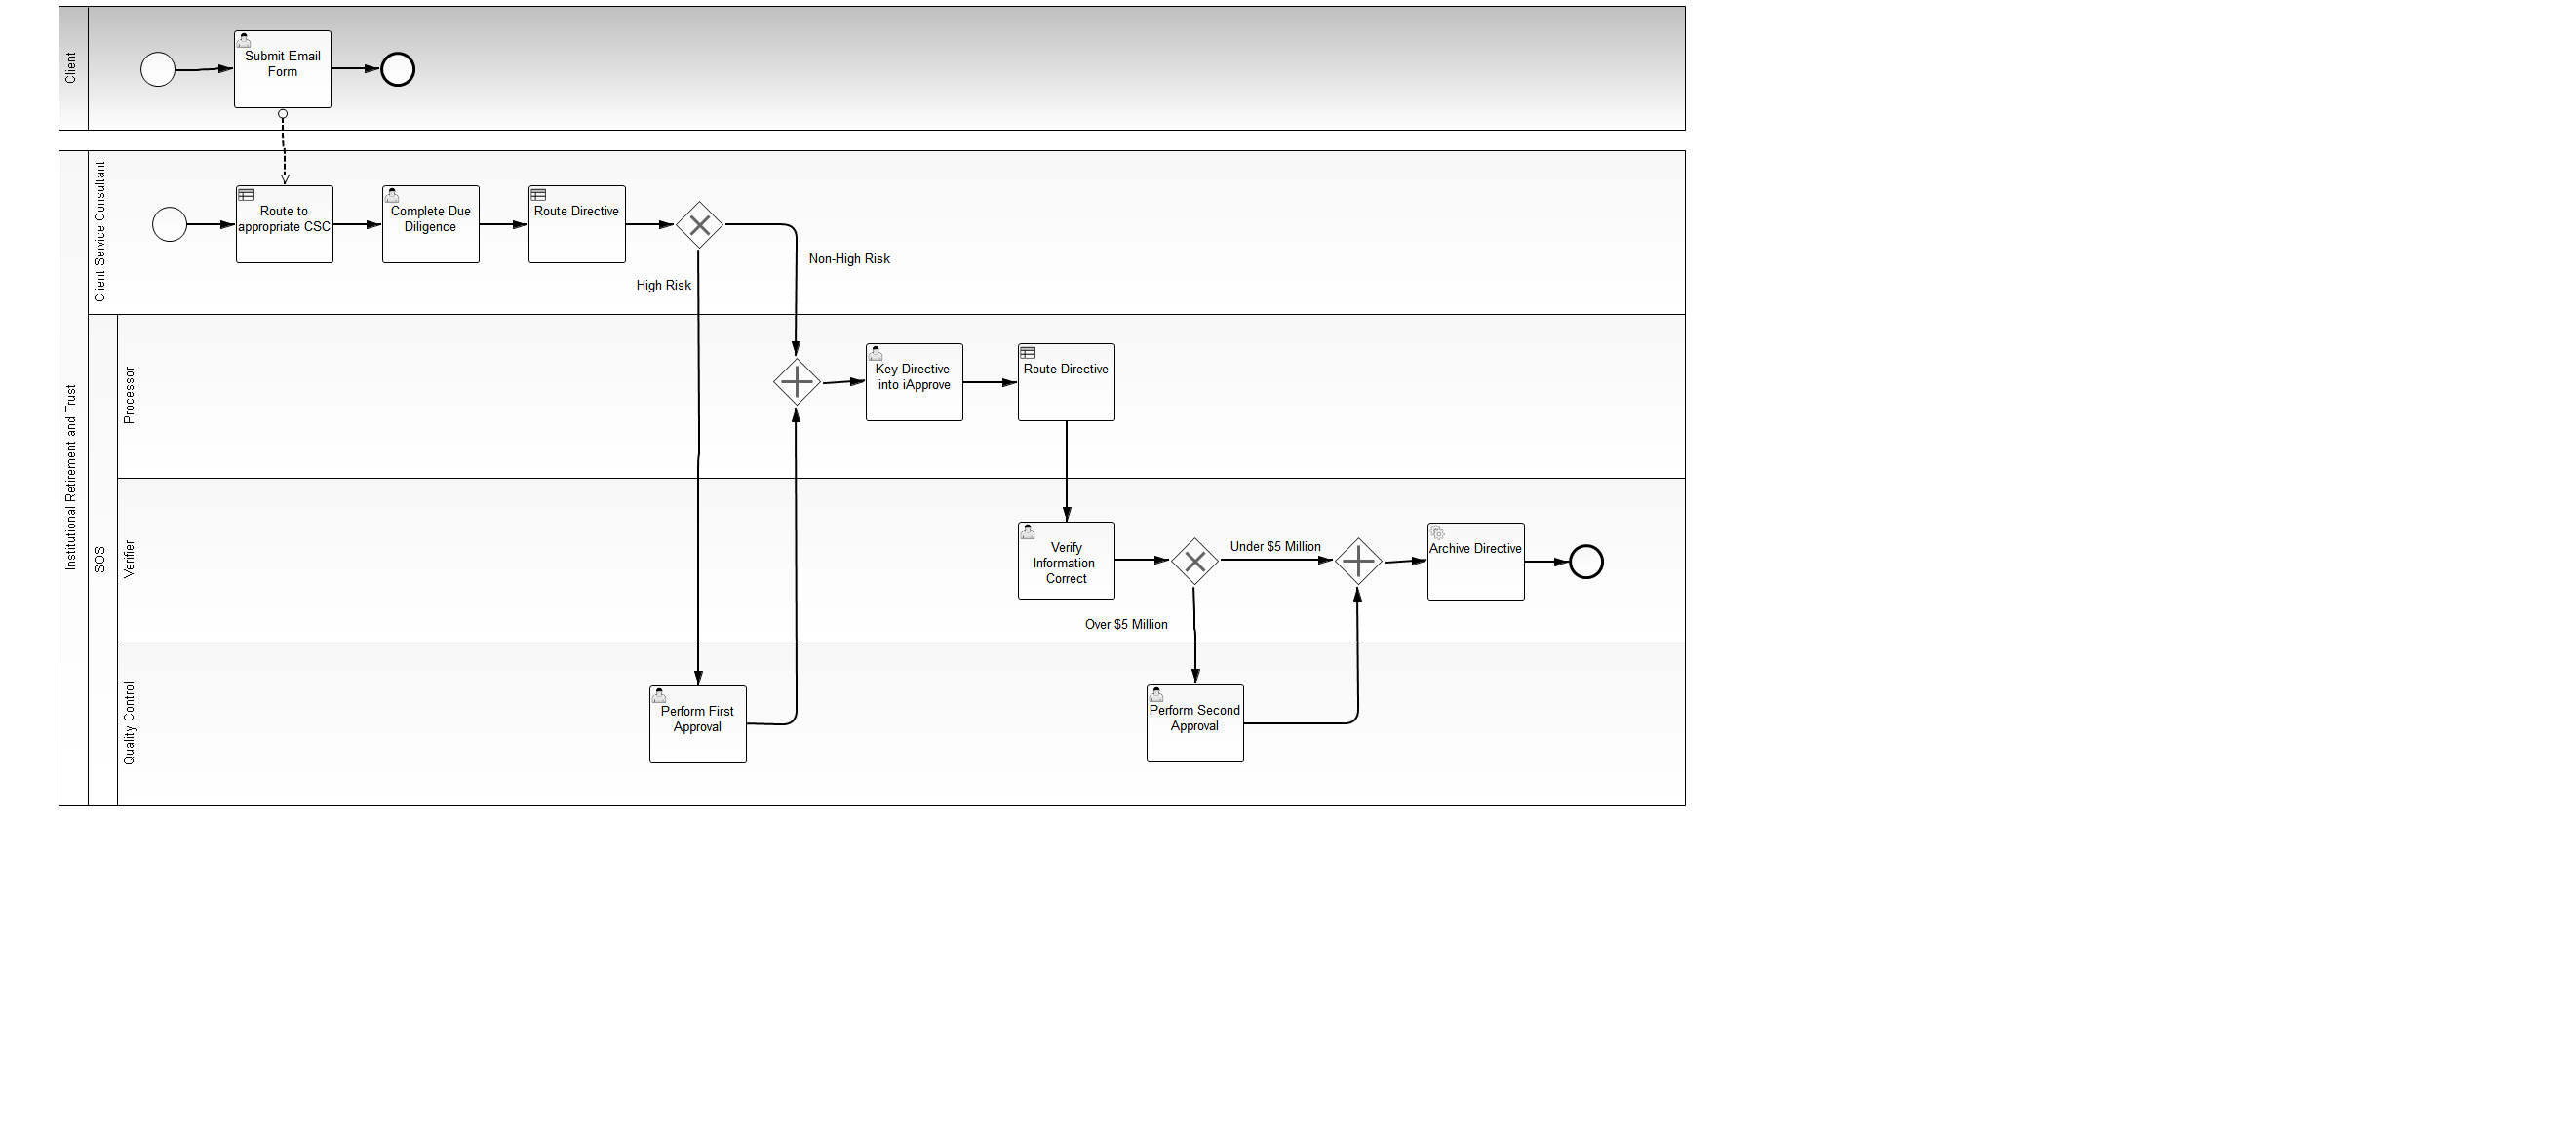 Client
Submit Email
Form
Institutional Retirement and Trust
Client Service Consultant
Route to
appropriate CSC
Complete Due
Diligence
Route Directive
Non-High Risk
High Risk
SOS
Processor
Key Directive
into iApprove
Route Directive
Verifier
Verify
Information
Correct
Under $5 Million
Archive Directive
Over $5 Million
Quality Control
Perform First
Approval
Perform Second
Approval